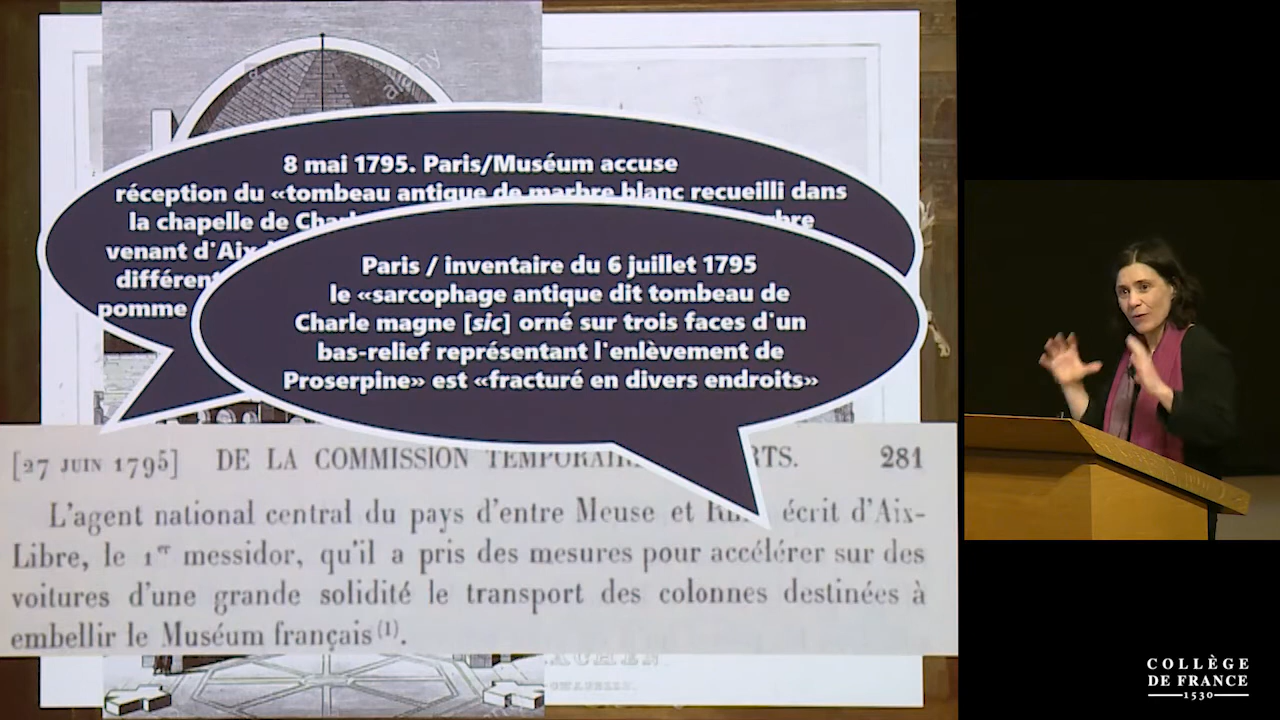 8 mai 1795. Paris/Muséum accuse
réception du «tombeau antique de marbre blanc recueilli dans
la chapelle de
venant d'Aix
pomme
Paris / inventaire du 6 juillet 1795
le «sarcophage antique dit tombeau de
Charle magne [sic] orné sur trois faces d'un
bas-relief représentant l'enlèvement de
Proserpine» est «fracturé en divers endroits»
[27 JUIN 1795] DE LA COMMISSION 281
L'agent national central du pays d'entre Meuse et écrit d'Aix-
Libre, le 1er messidor, qu'il a pris des mesures pour accélérer sur des
voitures d'une grande solidité le transport des colonnes destinées à
embellir le Muséum français (1).
COLLÈGE
DE FRANCE
1530